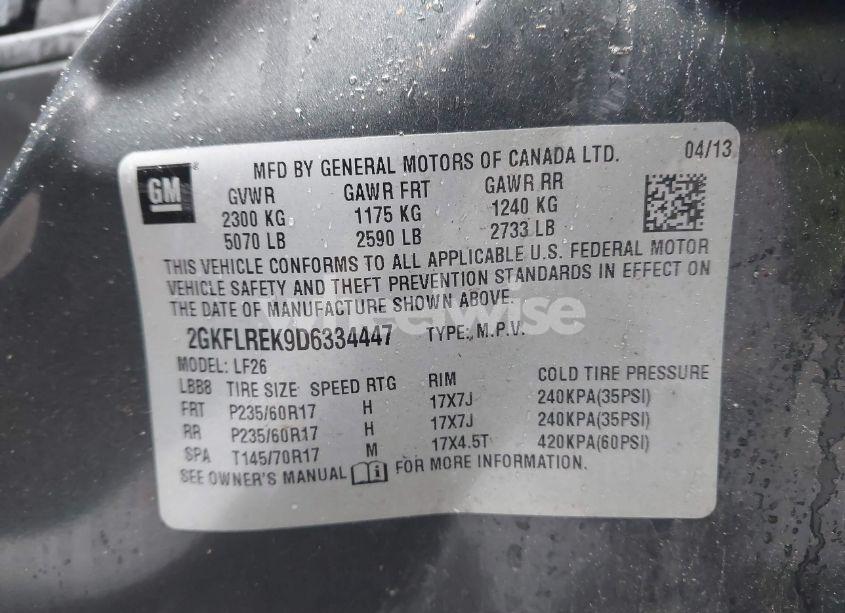 GM
MFD BY GENERAL MOTORS OF CANADA LTD. 04/13
GVWR GAWR FRT GAWR RR
2300 KG 1175 KG 1240 KG
5070 LB 2590 LB 2733 LB
THIS VEHICLE CONFORMS TO ALL APPLICABLE U.S. FEDERAL MOTOR
VEHICLE SAFETY AND THEFT PREVENTION STANDARDS IN EFFECT ON
THE DATE OF MANUFACTURE SHOWN ABOVE.
2GKFLREK9D6334447 TYPE: M.P.V.
MODEL: LF26
LBB8 TIRE SIZE SPEED RTG RIM COLD TIRE PRESSURE
FRT P235/60R17 H 17X7J 240KPA(35PSI)
RR P235/60R17 H 17X7J 240KPA(35PSI)
SPA T145/70R17 M 17X4.5T 420KPA(60PSI)
SEE OWNER'S MANUAL FOR MORE INFORMATION.